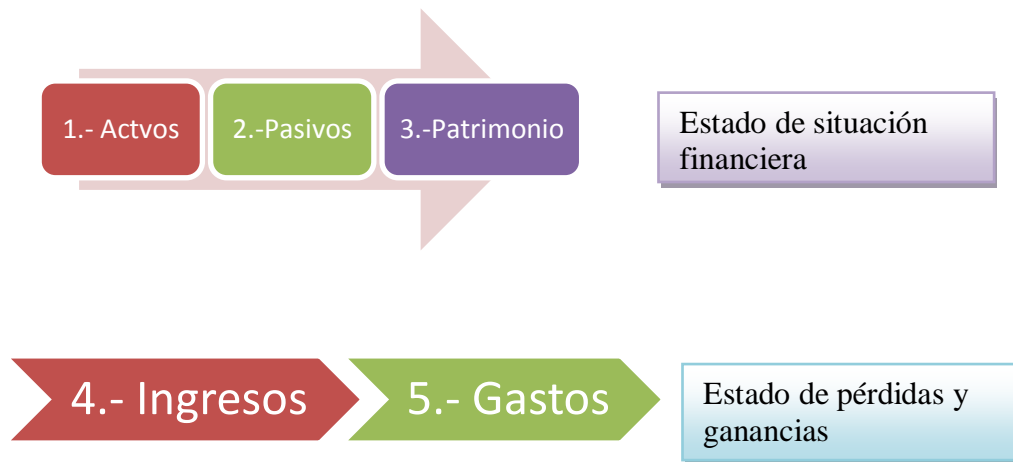 1.- Actvos
2.-Pasivos
3.-Patrimonio
Estado de situación
financiera
4.- Ingresos
5.- Gastos
Estado de pérdidas y
ganancias